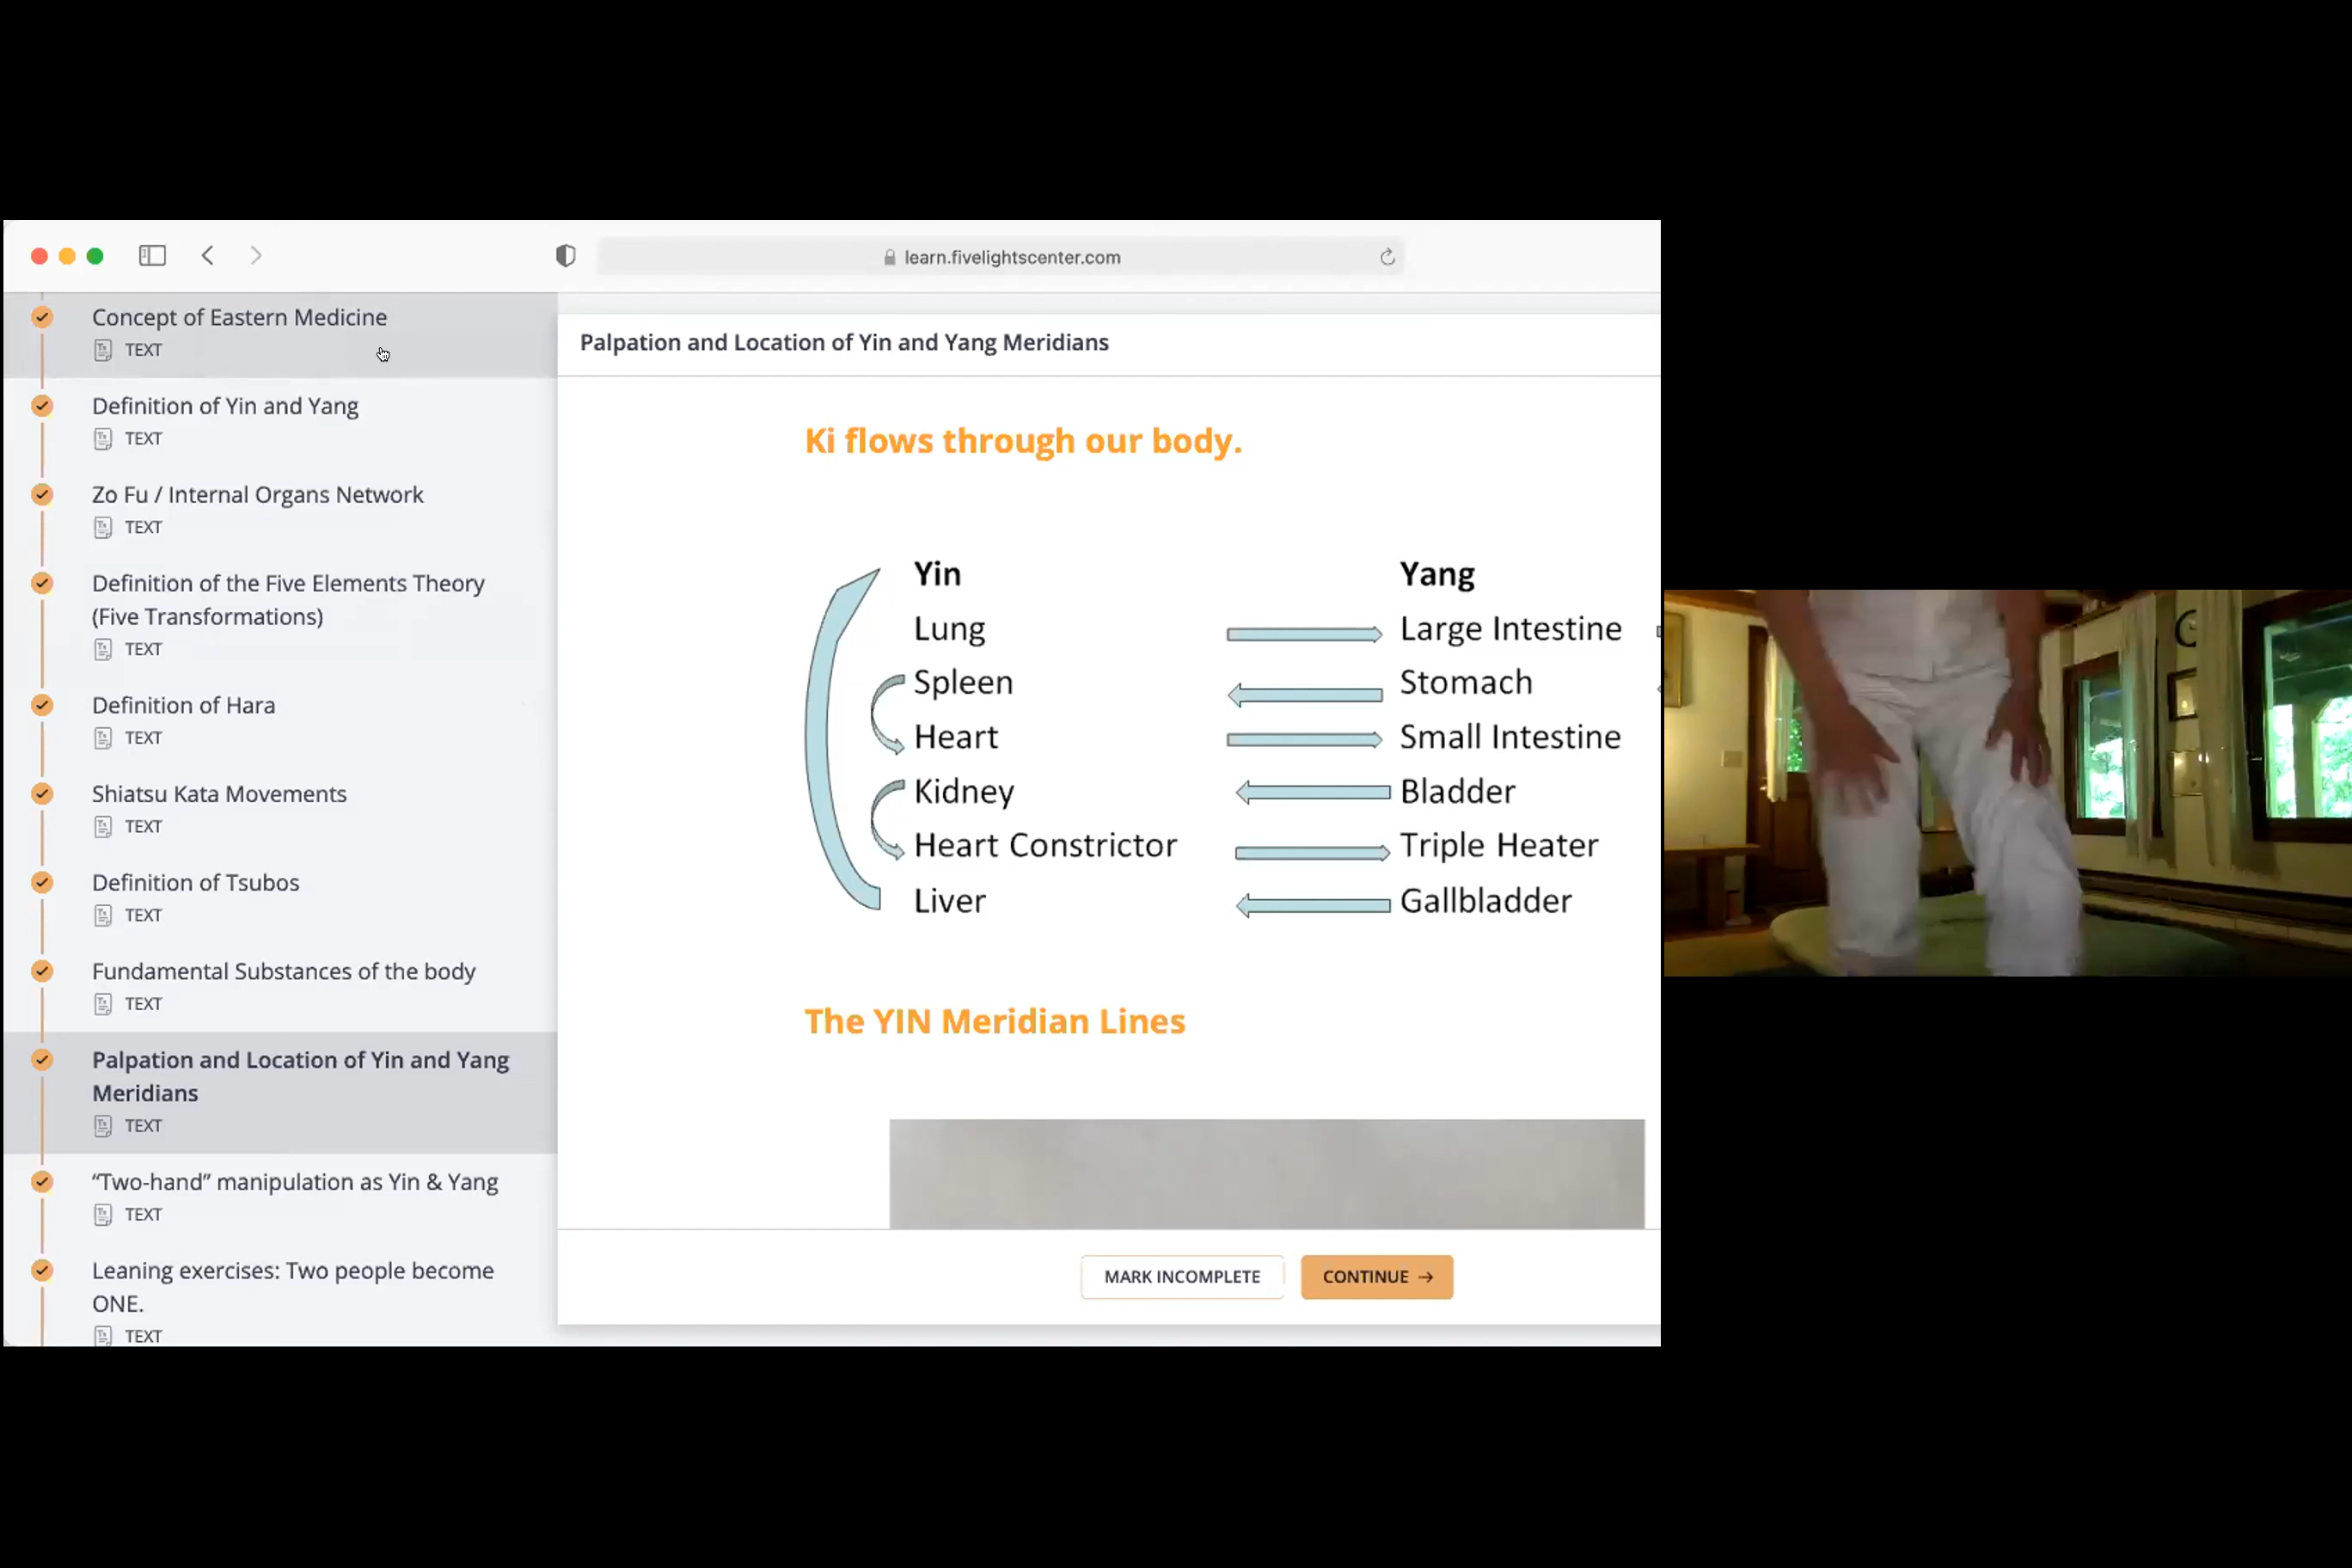 learn.fivelightscenter.com
Concept of Eastern Medicine
TEXT
Definition of Yin and Yang
TEXT
Zo Fu / Internal Organs Network
TEXT
Definition of the Five Elements Theory
(Five Transformations)
TEXT
Definition of Hara
TEXT
Shiatsu Kata Movements
TEXT
Definition of Tsubos
TEXT
Fundamental Substances of the body
TEXT
Palpation and Location of Yin and Yang
Meridians
TEXT
“Two-hand” manipulation as Yin & Yang
TEXT
Leaning exercises: Two people become
ONE.
TEXT
Palpation and Location of Yin and Yang Meridians
Ki flows through our body.
Yin Yang
Lung Large Intestine
Spleen Stomach
Heart Small Intestine
Kidney Bladder
Heart Constrictor Triple Heater
Liver Gallbladder
The YIN Meridian Lines
MARK INCOMPLETE CONTINUE →